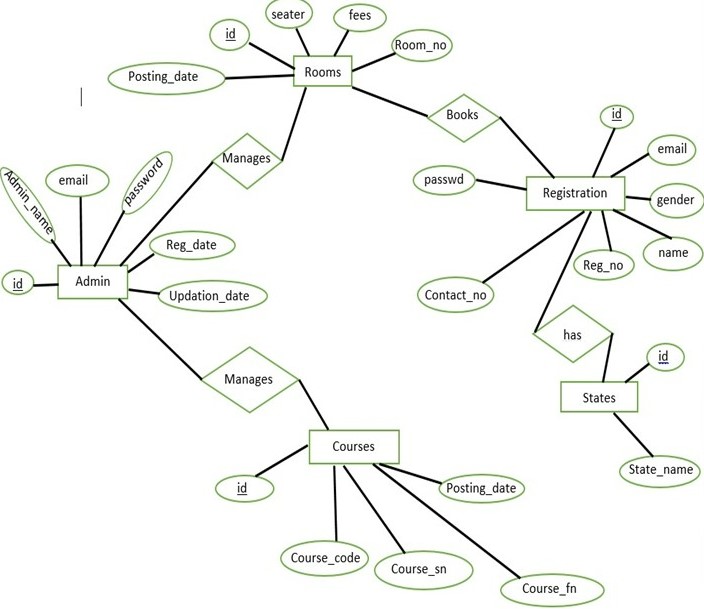 seater
fees
id
Room_no
Posting_date
Rooms
Books
id
Manages
email
Admin_name
email
password
passwd
Registration
gender
Reg_date
name
Reg_no
id
Admin
Updation_date
Contact_no
has
id
Manages
States
Courses
State_name
id
Posting_date
Course_code
Course_sn
Course_fn